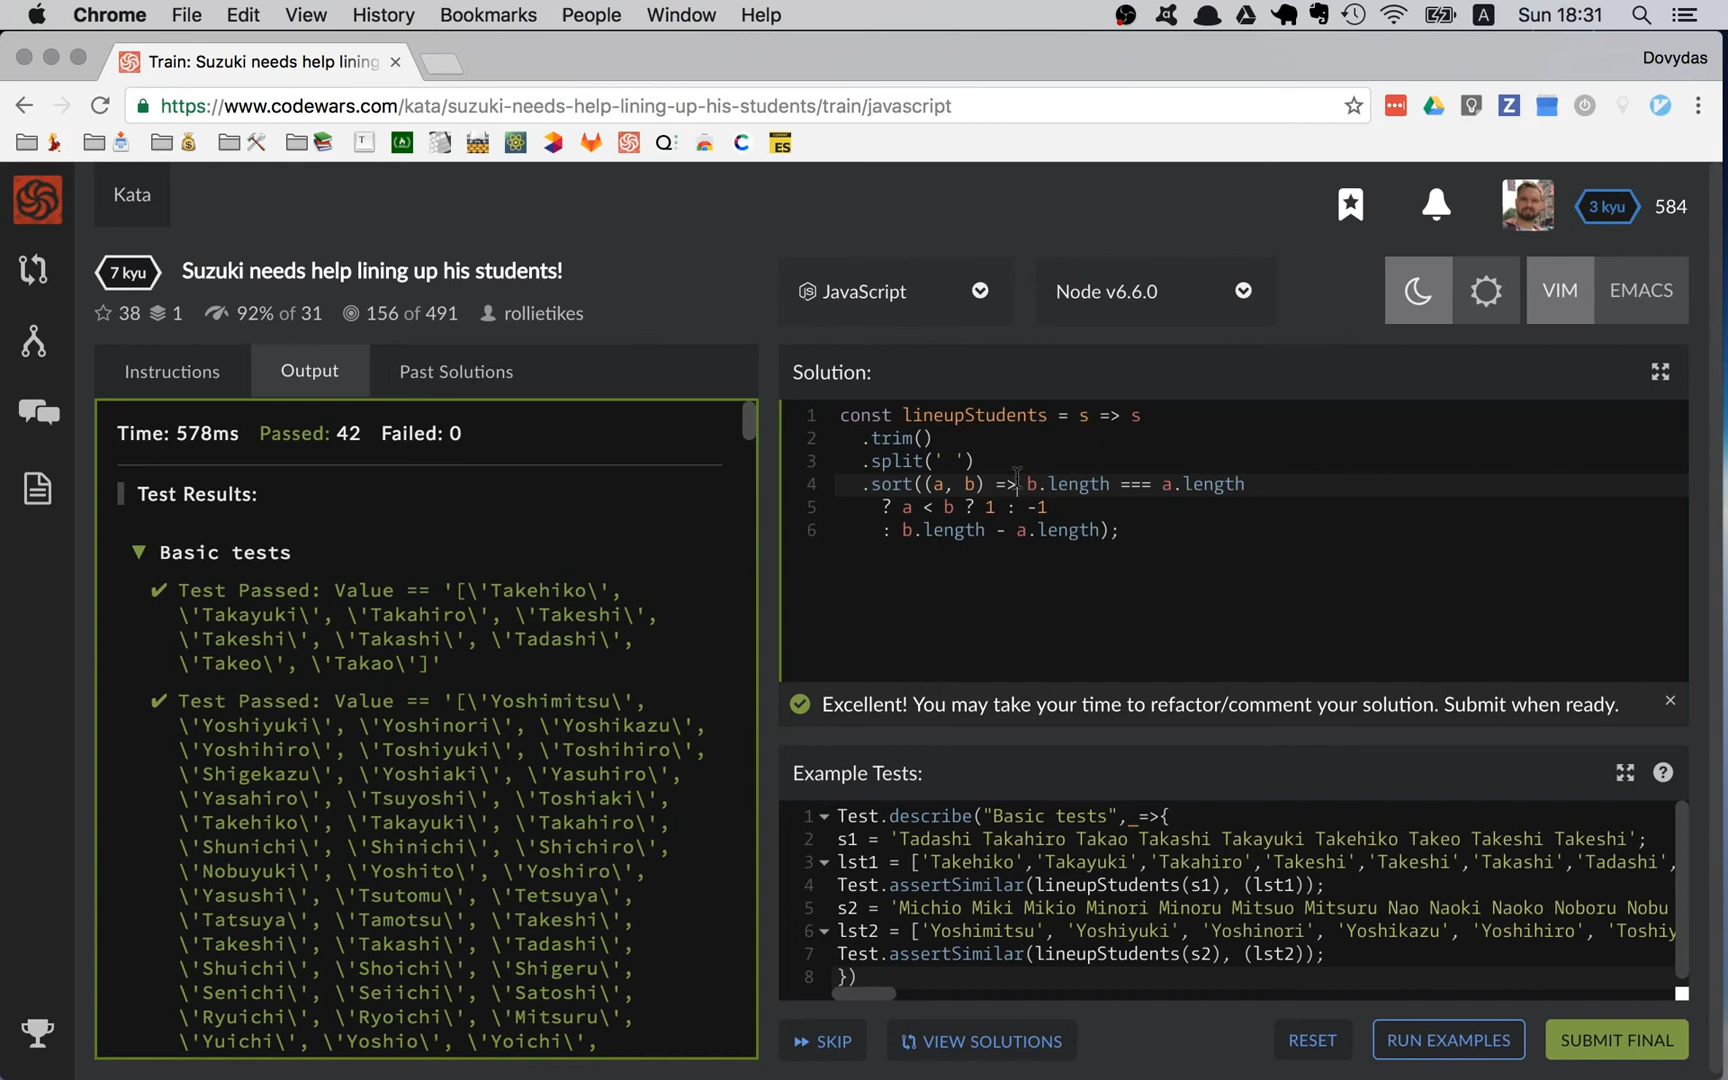 Chrome File Edit View History Bookmarks People Window Help
A Sun 18:31
Train: Suzuki needs help lining
Dovydas
https://www.codewars.com/kata/suzuki-needs-help-lining-up-his-students/train/javascript
Kata
3 kyu 584
7 kyu Suzuki needs help lining up his students!
38 1 92% of 31 156 of 491 rollietikes
JavaScript
Node v6.6.0
VIM EMACS
Instructions Output Past Solutions
Time: 578ms Passed: 42 Failed: 0
Test Results:
Basic tests
✔ Test Passed: Value == '[\'Takehiko\',
\'Takayuki\', \'Takahiro\', \'Takeshi\',
\'Takeshi\', \'Takashi\', \'Tadashi\',
\'Takeo\', \'Takao\']'
✔ Test Passed: Value == '[\'Yoshimitsu\',
\'Yoshiyuki\', \'Yoshinori\', \'Yoshikazu\',
\'Yoshihiro\', \'Toshiyuki\', \'Toshihiro\',
\'Shigekazu\', \'Yoshiaki\', \'Yasuhiro\',
\'Yasahiro\', \'Tsuyoshi\', \'Toshiaki\',
\'Takehiko\', \'Takayuki\', \'Takahiro\',
\'Shunichi\', \'Shinichi\', \'Shichiro\',
\'Nobuyuki\', \'Yoshito\', \'Yoshiro\',
\'Yasushi\', \'Tsutomu\', \'Tetsuya\',
\'Tatsuya\', \'Tamotsu\', \'Takeshi\',
\'Takeshi\', \'Takashi\', \'Tadashi\',
\'Shuichi\', \'Shoichi\', \'Shigeru\',
\'Senichi\', \'Seiichi\', \'Satoshi\',
\'Ryuichi\', \'Ryoichi\', \'Mitsuru\',
\'Yuichi\', \'Yoshio\', \'Yoichi\',
Solution:
1 const lineupStudents = s => s
2 .trim()
3 .split(' ')
4 .sort((a, b) => b.length === a.length
5 ? a < b ? 1 : -1
6 : b.length - a.length);
Excellent! You may take your time to refactor/comment your solution. Submit when ready.
Example Tests:
1 Test.describe("Basic tests",_=>{
2 s1 = 'Tadashi Takahiro Takao Takashi Takayuki Takehiko Takeo Takeshi Takeshi';
3 lst1 = ['Takehiko','Takayuki','Takahiro','Takeshi','Takeshi','Takashi','Tadashi',
4 Test.assertSimilar(lineupStudents(s1), (lst1));
5 s2 = 'Michio Miki Mikio Minori Minoru Mitsuo Mitsuru Nao Naoki Naoko Noboru Nobu
6 lst2 = ['Yoshimitsu', 'Yoshiyuki', 'Yoshinori', 'Yoshikazu', 'Yoshihiro', 'Toshiy
7 Test.assertSimilar(lineupStudents(s2), (lst2));
8 })
SKIP VIEW SOLUTIONS RESET RUN EXAMPLES SUBMIT FINAL